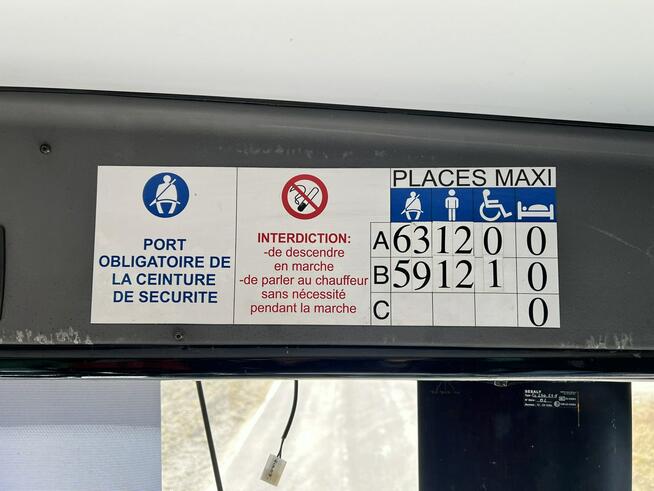 PORT
OBLIGATOIRE DE
LA CEINTURE
DE SECURITE
INTERDICTION:
-de descendre
en marche
-de parler au chauffeur
sans nécessité
pendant la marche
PLACES MAXI
A 63 12 0 0
B 59 12 1 0
C 0